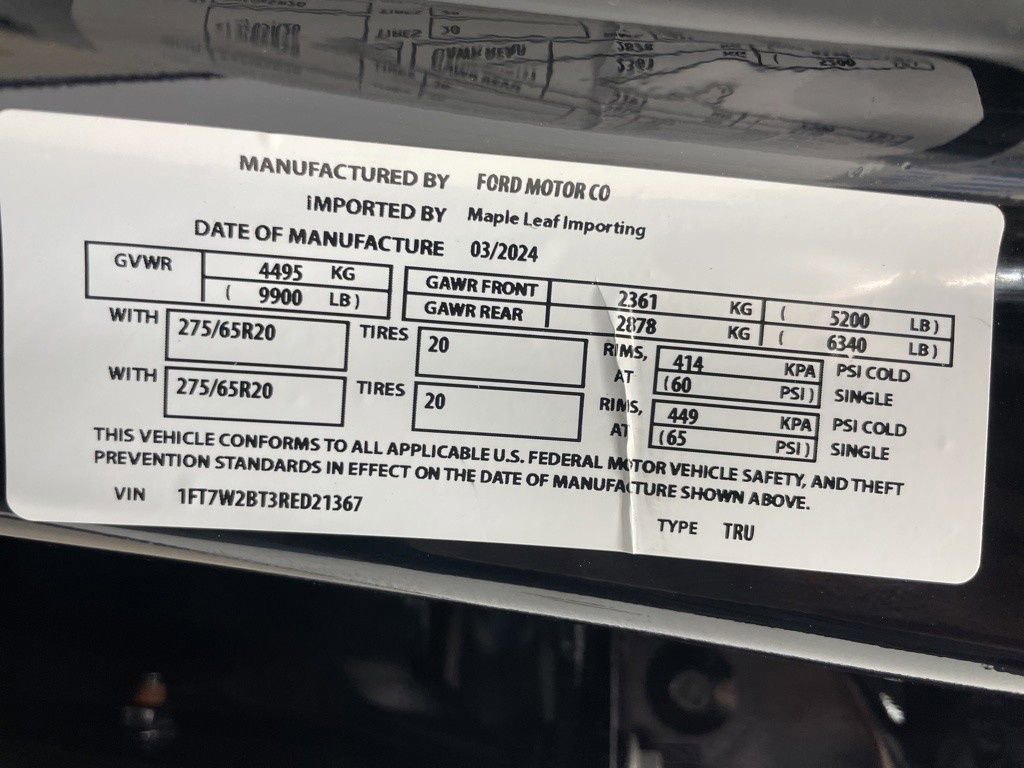 MANUFACTURED BY FORD MOTOR CO
IMPORTED BY Maple Leaf Importing
DATE OF MANUFACTURE 03/2024
GVWR 4495 KG
( 9900 LB )
GAWR FRONT 2361 KG ( 5200 LB )
GAWR REAR 2878 KG ( 6340 LB )
WITH 275/65R20 TIRES 20 RIMS, AT 414 KPA PSI COLD
(60 PSI ) SINGLE
WITH 275/65R20 TIRES 20 RIMS, AT 449 KPA PSI COLD
(65 PSI ) SINGLE
THIS VEHICLE CONFORMS TO ALL APPLICABLE U.S. FEDERAL MOTOR VEHICLE SAFETY, AND THEFT
PREVENTION STANDARDS IN EFFECT ON THE DATE OF MANUFACTURE SHOWN ABOVE.
VIN 1FT7W2BT3RED21367
TYPE TRU